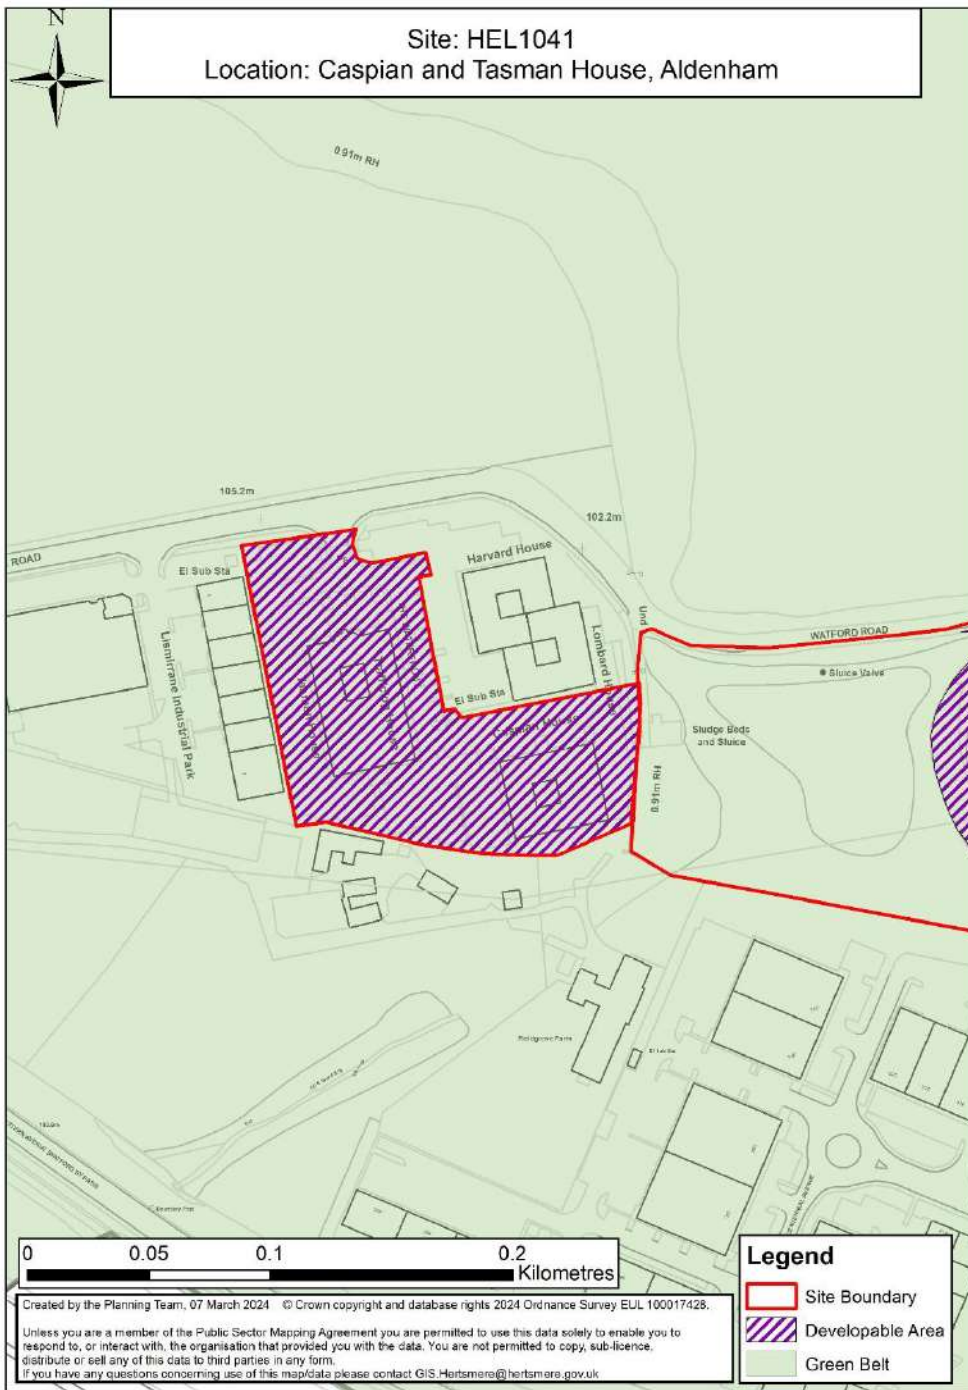 N
Site: HEL1041
Location: Caspian and Tasman House, Aldenham
0.91m RH
105.2m
102.2m
ROAD
El Sub Sta
Harvard House
Und
WATFORD ROAD
Lismirrane Industrial Park
Lombard House
El Sub Sta
Sluice Valve
Sludge Beds
and Sluice
0.91m RH
0
0.05
0.1
0.2
Kilometres
Legend
Site Boundary
Developable Area
Green Belt
Created by the Planning Team, 07 March 2024 © Crown copyright and database rights 2024 Ordnance Survey EUL 100017428.
Unless you are a member of the Public Sector Mapping Agreement you are permitted to use this data solely to enable you to
respond to, or interact with, the organisation that provided you with the data. You are not permitted to copy, sub-licence,
distribute or sell any of this data to third parties in any form.
If you have any questions concerning use of this map/data please contact GIS.Hertsmere@hertsmere.gov.uk